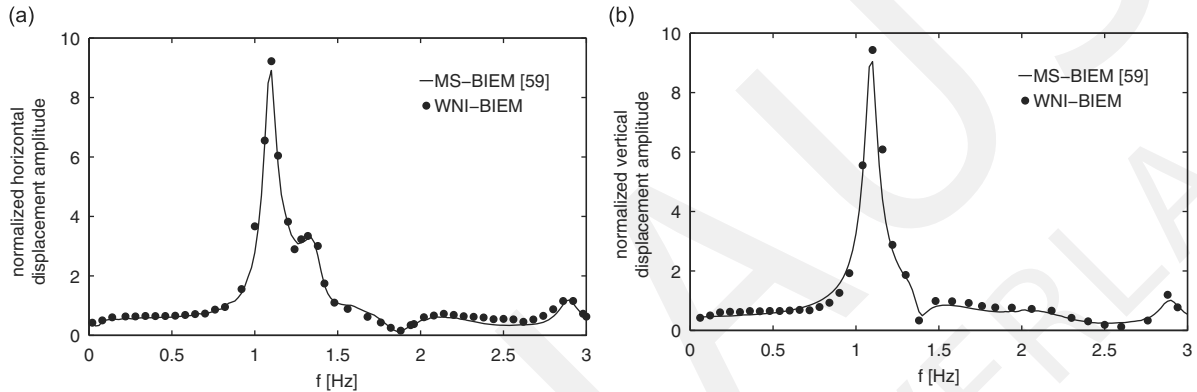 (a)
10
8
6
4
2
0
0
0.5
1
1.5
2
2.5
3
f [Hz]
normalized horizontal
displacement amplitude
MS−BIEM [59]
WNI−BIEM
(b)
10
8
6
4
2
0
0
0.5
1
1.5
2
2.5
3
f [Hz]
normalized vertical
displacement amplitude
MS−BIEM [59]
WNI−BIEM